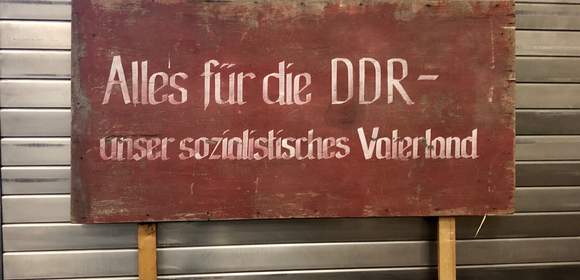 Alles für die DDR -
unser sozialistisches Vaterland